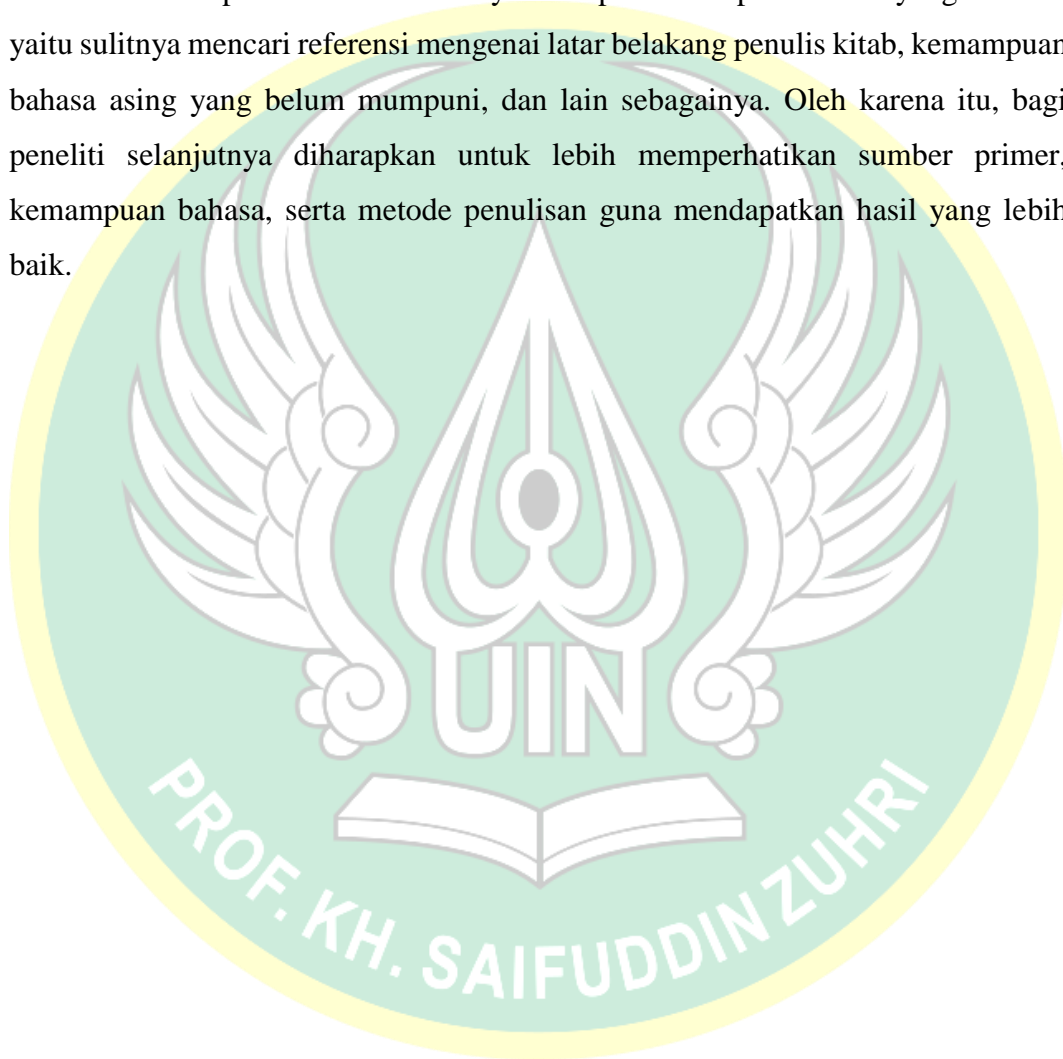 yaitu sulitnya mencari referensi mengenai latar belakang penulis kitab, kemampuan
bahasa asing yang belum mumpuni, dan lain sebagainya. Oleh karena itu, bagi
peneliti selanjutnya diharapkan untuk lebih memperhatikan sumber primer,
kemampuan bahasa, serta metode penulisan guna mendapatkan hasil yang lebih
baik.
UIN
PROF. KH. SAIFUDDIN ZUHRI